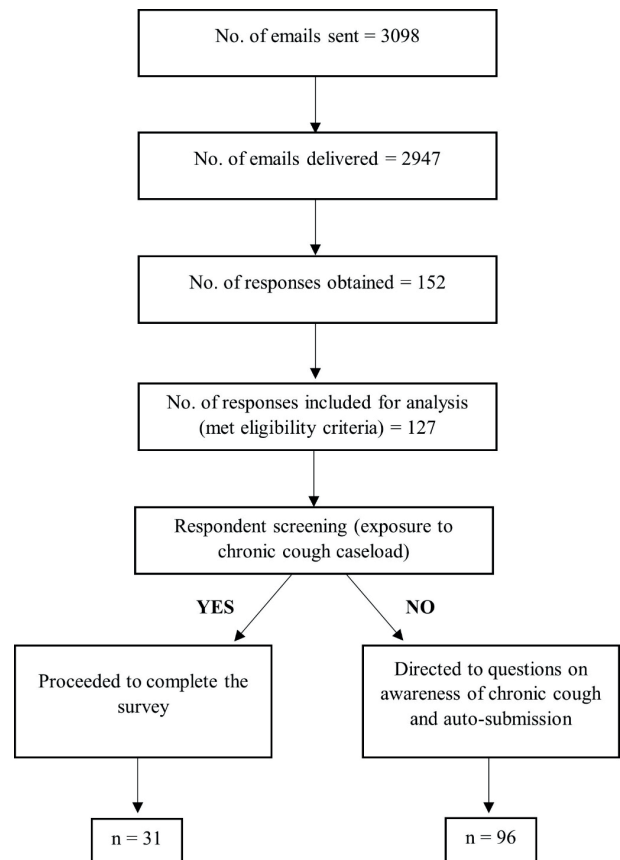 No. of emails sent = 3098
No. of emails delivered = 2947
No. of responses obtained = 152
No. of responses included for analysis
(met eligibility criteria) = 127
Respondent screening (exposure to
chronic cough caseload)
YES
NO
Proceeded to complete the
survey
Directed to questions on
awareness of chronic cough
and auto-submission
n = 31
n = 96